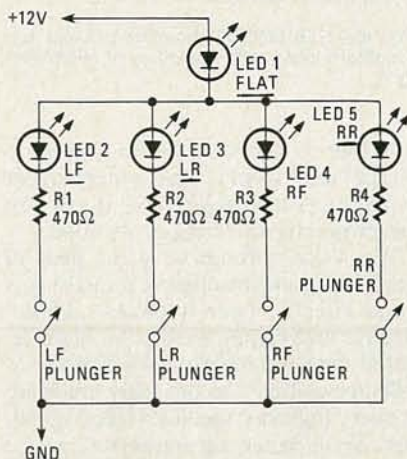 +12V
LED 1
FLAT
LED 2
LF
LED 3
LR
LED 4
RF
LED 5
RR
R1
470Ω
R2
470Ω
R3
470Ω
R4
470Ω
LF
PLUNGER
LR
PLUNGER
RF
PLUNGER
RR
PLUNGER
GND